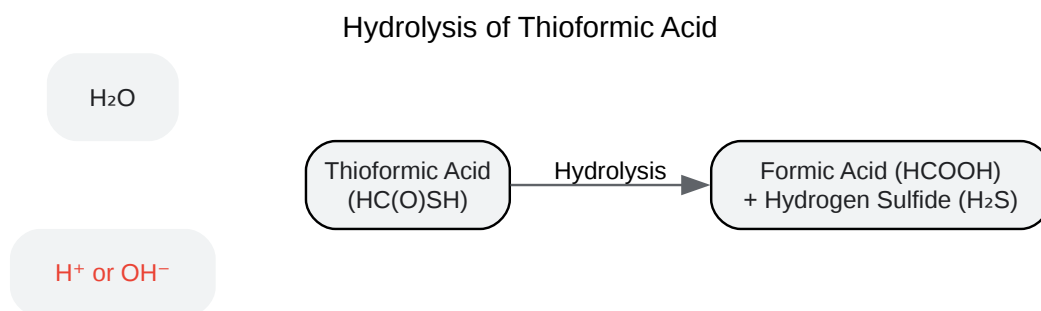 Hydrolysis of Thioformic Acid
H₂O
Thioformic Acid
(HC(O)SH)
Hydrolysis
Formic Acid (HCOOH)
+ Hydrogen Sulfide (H₂S)
H⁺ or OH⁻